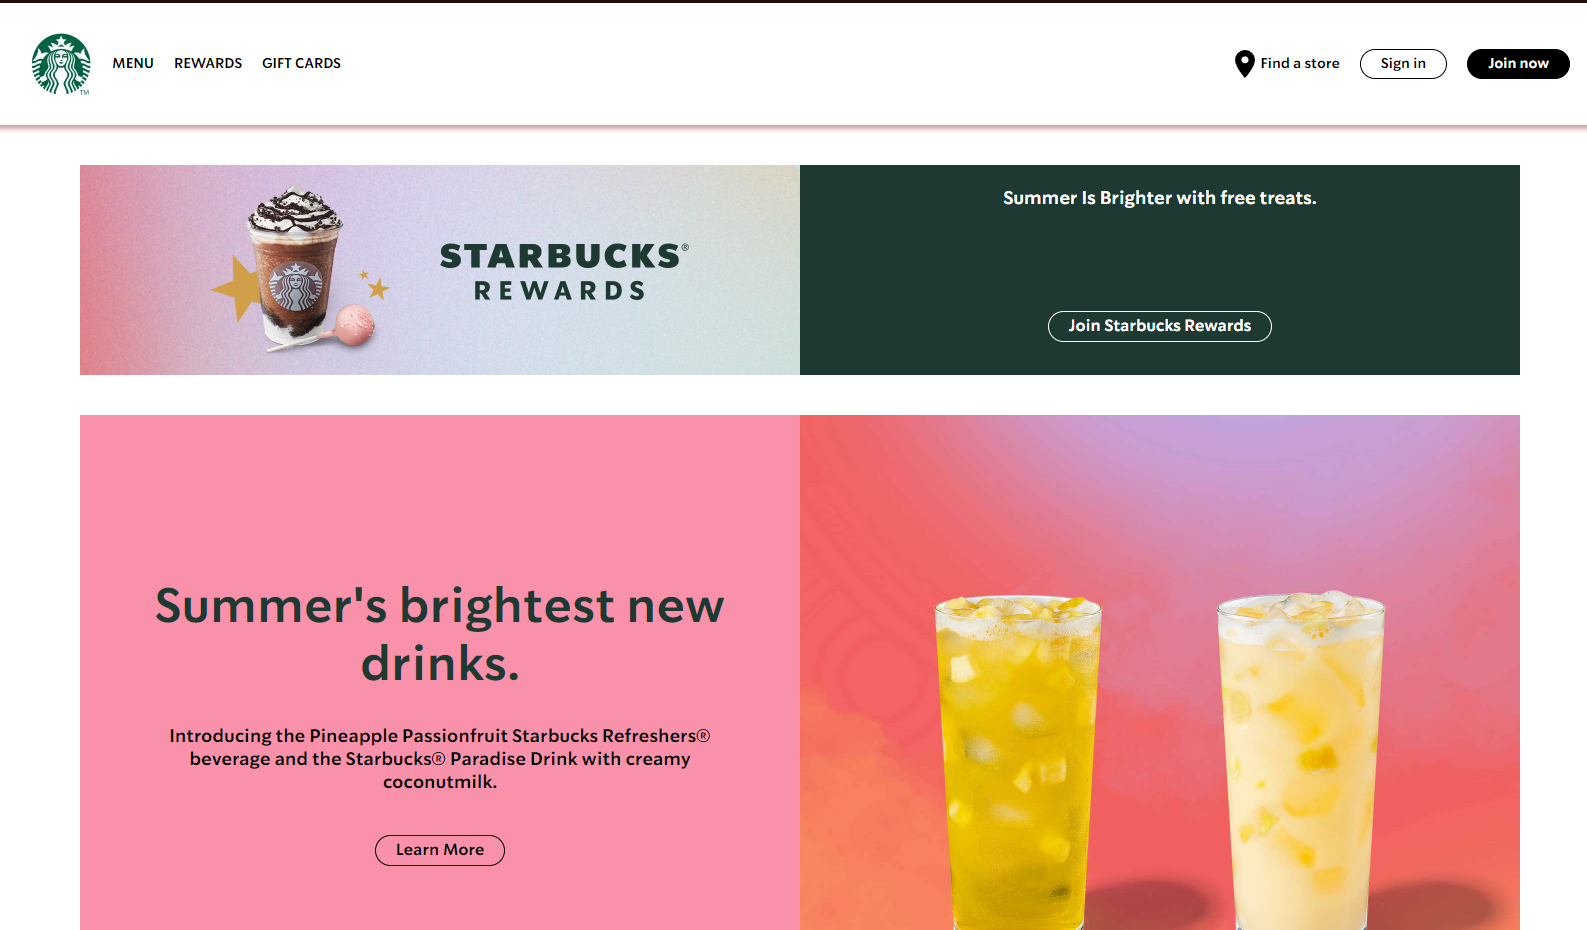 TM
MENU REWARDS GIFT CARDS
Find a store
Sign in
Join now
STARBUCKS®
REWARDS
Summer Is Brighter with free treats.
Join Starbucks Rewards
Summer's brightest new
drinks.
Introducing the Pineapple Passionfruit Starbucks Refreshers®
beverage and the Starbucks® Paradise Drink with creamy
coconutmilk.
Learn More